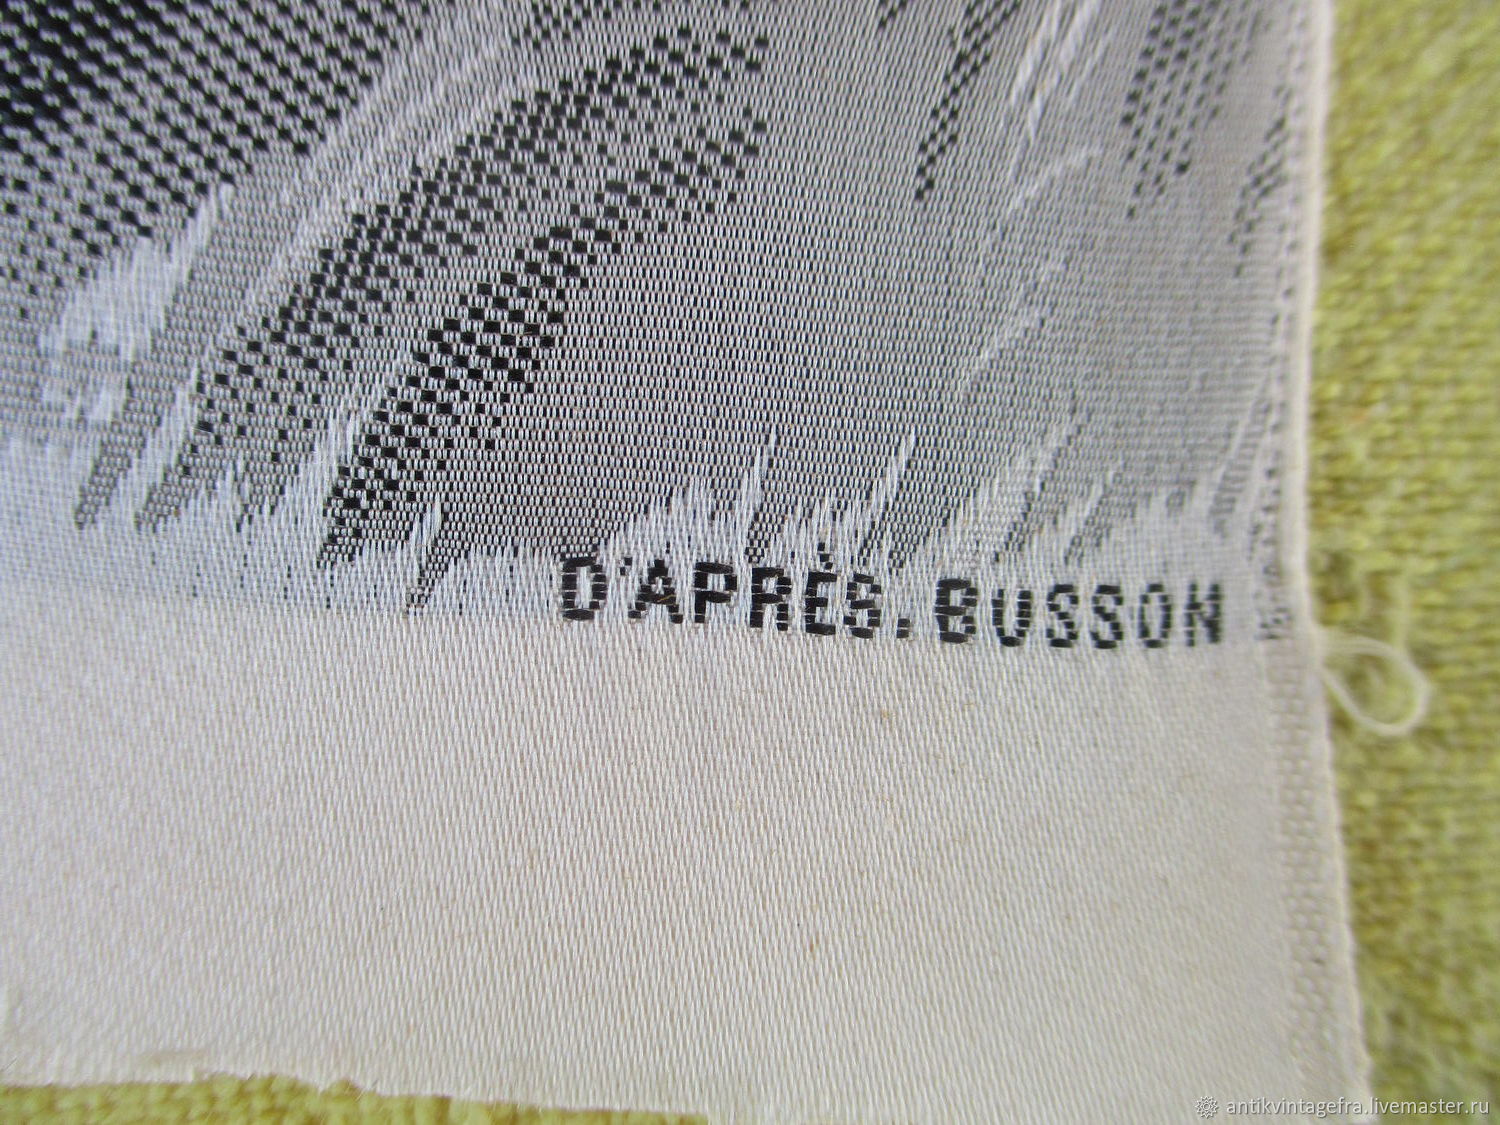 D'APRÈS. BUSSON
antikvintagefra.livemaster.ru